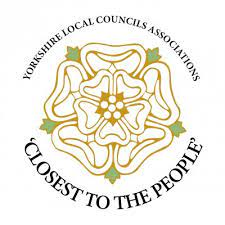 YORKSHIRE LOCAL COUNCILS ASSOCIATIONS
'CLOSEST TO THE PEOPLE'